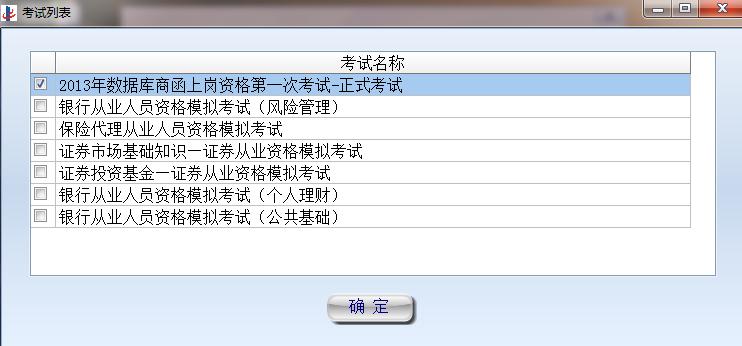 考试列表
考试名称
2013年数据库商函上岗资格第一次考试-正式考试
银行从业人员资格模拟考试（风险管理）
保险代理从业人员资格模拟考试
证券市场基础知识—证券从业资格模拟考试
证券投资基金—证券从业资格模拟考试
银行从业人员资格模拟考试（个人理财）
银行从业人员资格模拟考试（公共基础）
确 定